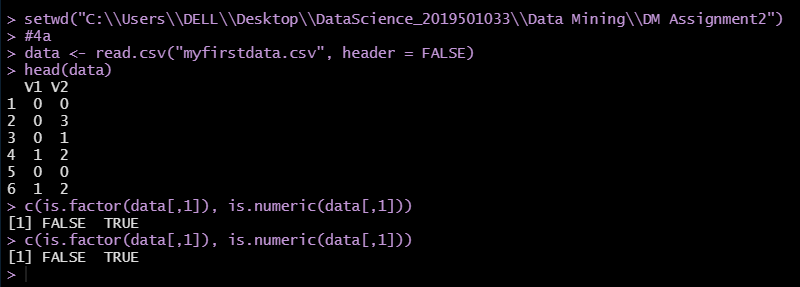 > setwd("C:\\Users\\DELL\\Desktop\\DataScience_2019501033\\Data Mining\\DM Assignment2")
> #4a
> data <- read.csv("myfirstdata.csv", header = FALSE)
> head(data)
  V1 V2
1  0  0
2  0  3
3  0  1
4  1  2
5  0  0
6  1  2
> c(is.factor(data[,1]), is.numeric(data[,1]))
[1] FALSE  TRUE
> c(is.factor(data[,1]), is.numeric(data[,1]))
[1] FALSE  TRUE
>